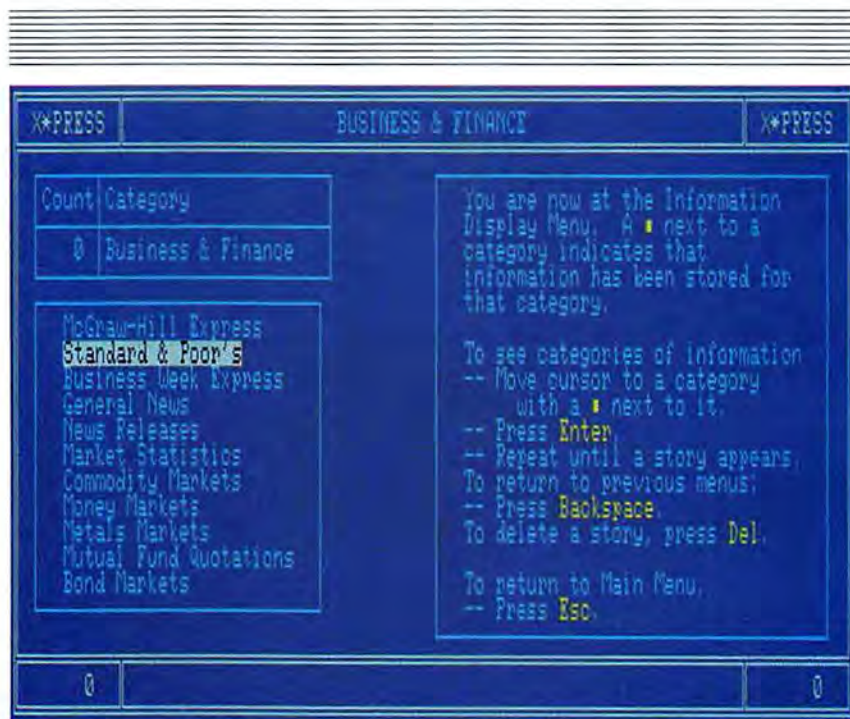 X*PRESS BUSINESS & FINANCE X*PRESS
Count Category
0 Business & Finance
McGraw-Hill Express
Standard & Poor's
Business Week Express
General News
News Releases
Market Statistics
Commodity Markets
Money Markets
Metals Markets
Mutual Fund Quotations
Bond Markets
You are now at the Information
Display Menu. A ▪ next to a
category indicates that
information has been stored for
that category.
To see categories of information
-- Move cursor to a category
with a ▪ next to it.
-- Press Enter.
-- Repeat until a story appears.
To return to previous menus:
-- Press Backspace.
To delete a story, press Del.
To return to Main Menu,
-- Press Esc.
0 0